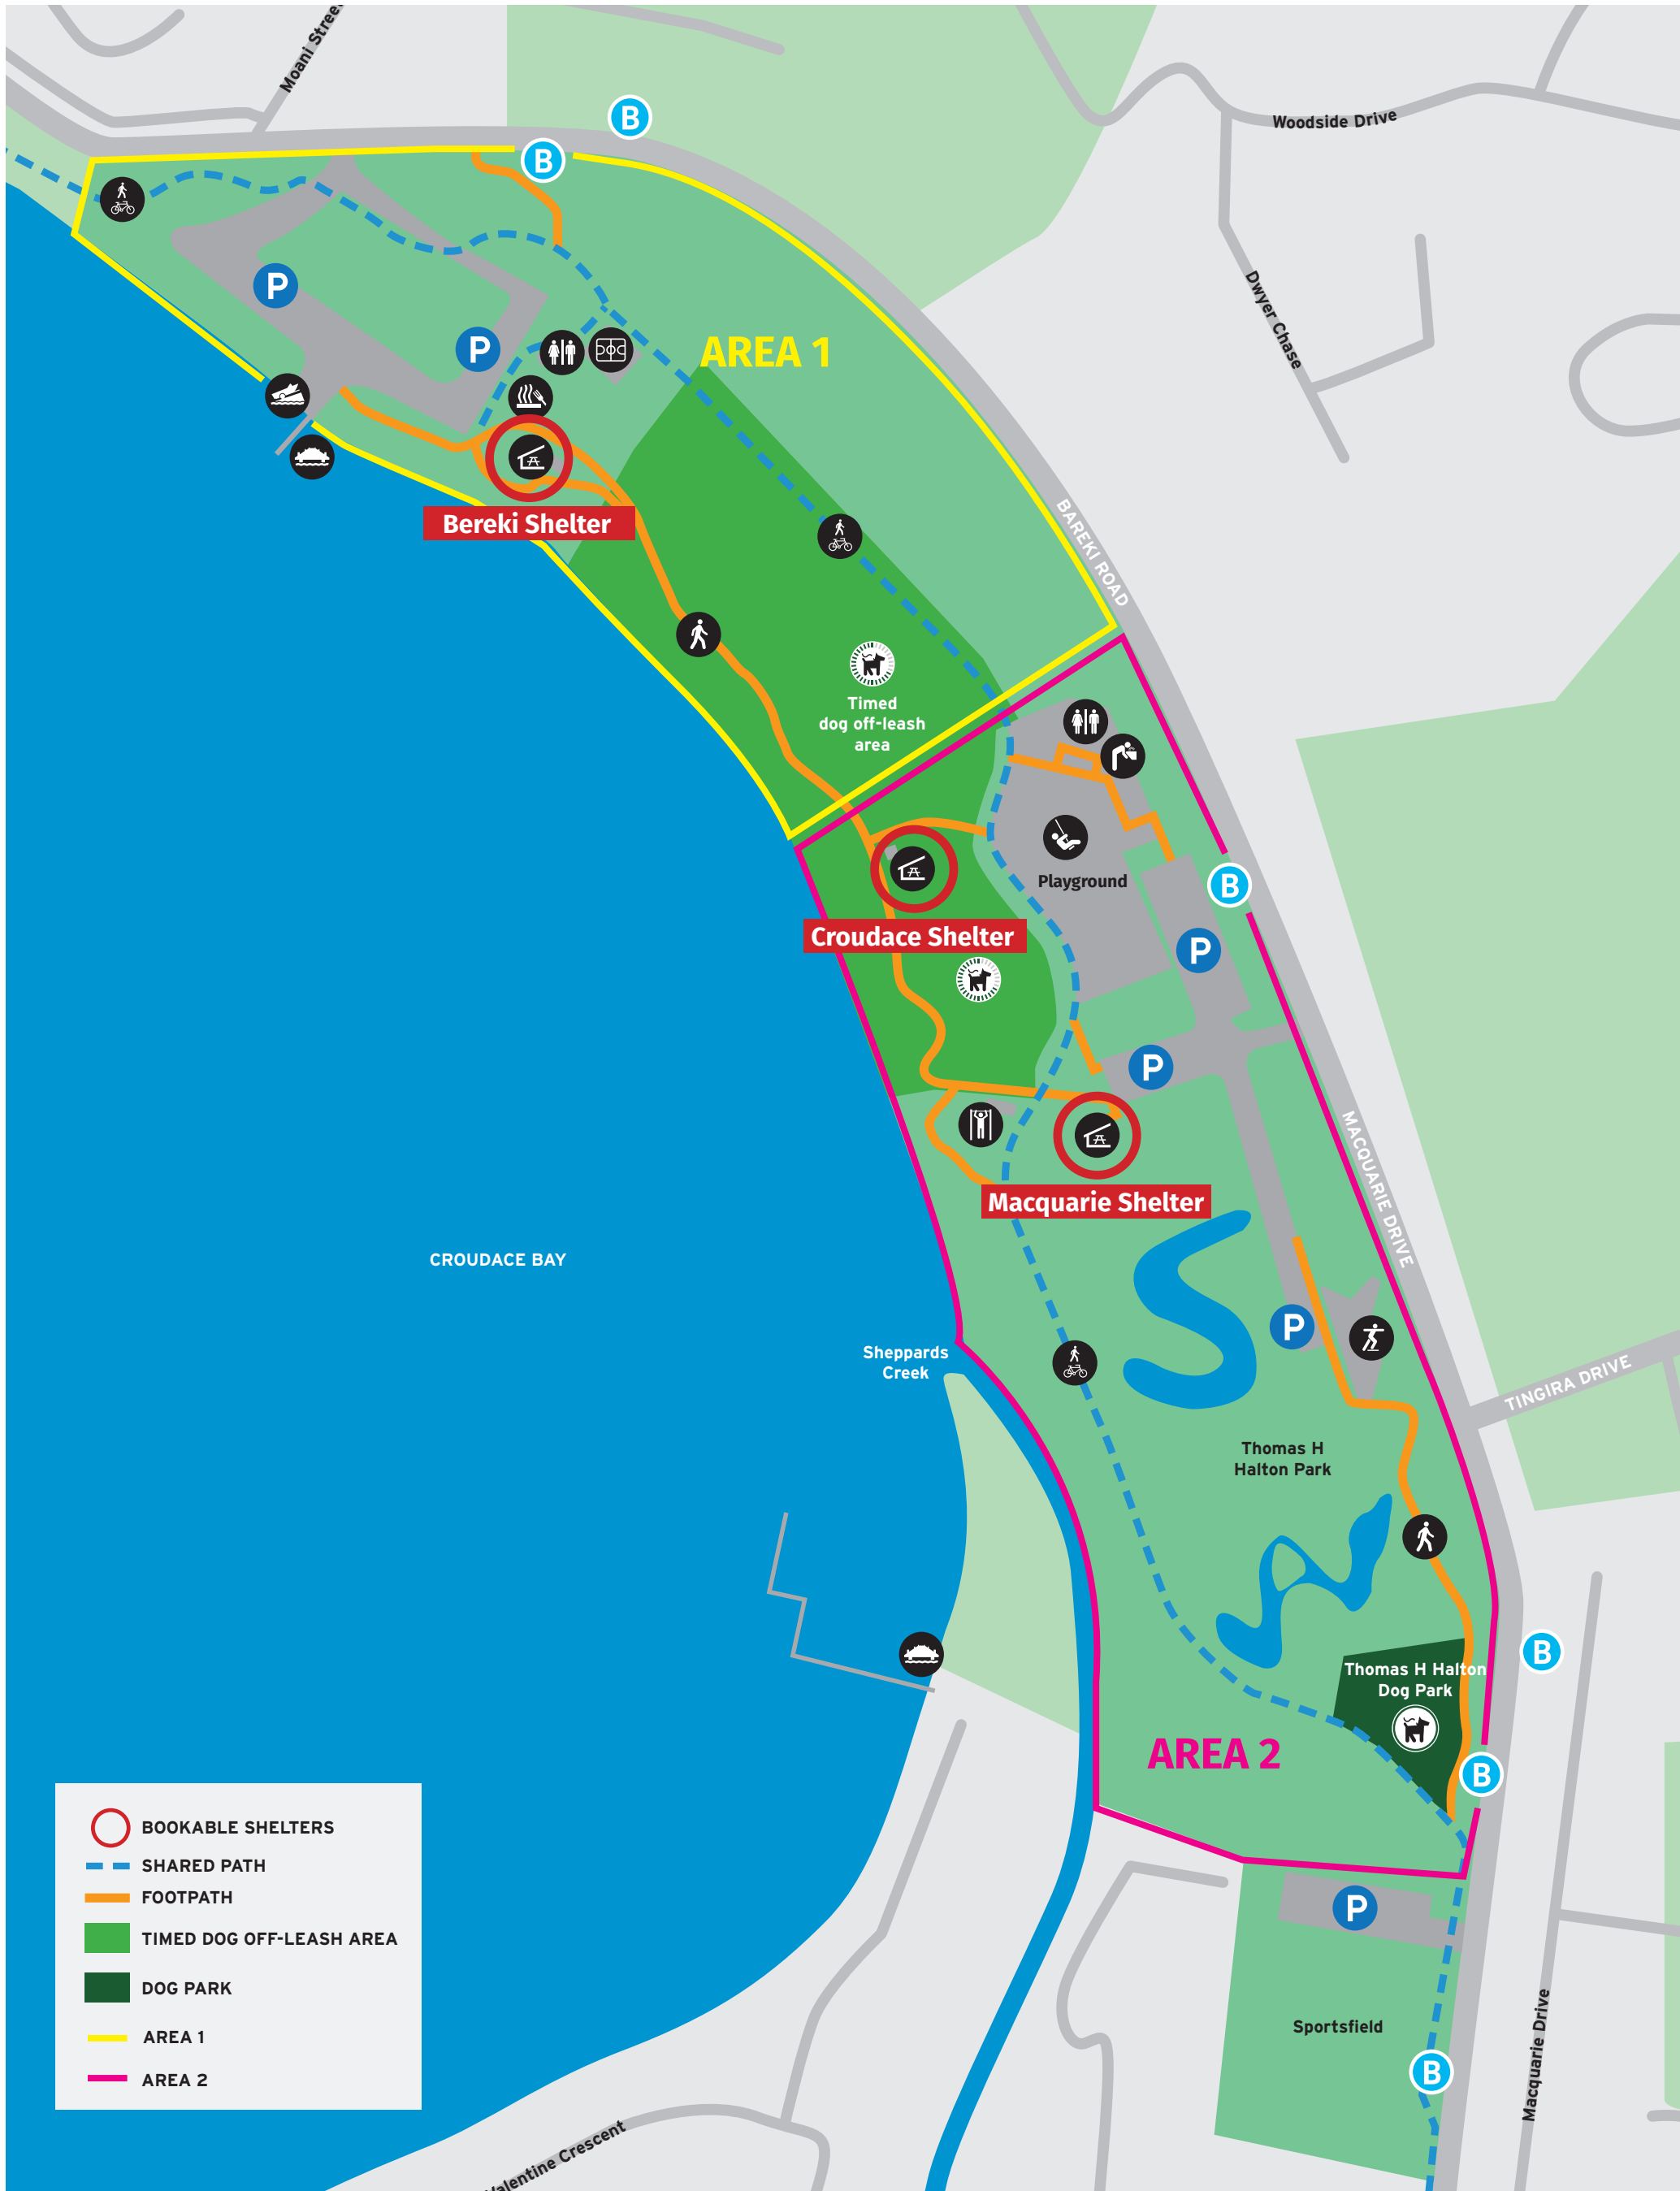 Moani Street
B
B
Woodside Drive
Dwyer Chase
P
P
AREA 1
Bereki Shelter
BAREKI ROAD
Timed
dog off-leash
area
Playground
B
Croudace Shelter
P
P
MACQUARIE DRIVE
Macquarie Shelter
CROUDACE BAY
P
Sheppards
Creek
TINGIRA DRIVE
Thomas H
Halton Park
B
Thomas H Halton
Dog Park
AREA 2
B
BOOKABLE SHELTERS
SHARED PATH
FOOTPATH
TIMED DOG OFF-LEASH AREA
DOG PARK
AREA 1
AREA 2
P
Sportsfield
B
Macquarie Drive
Valentine Crescent